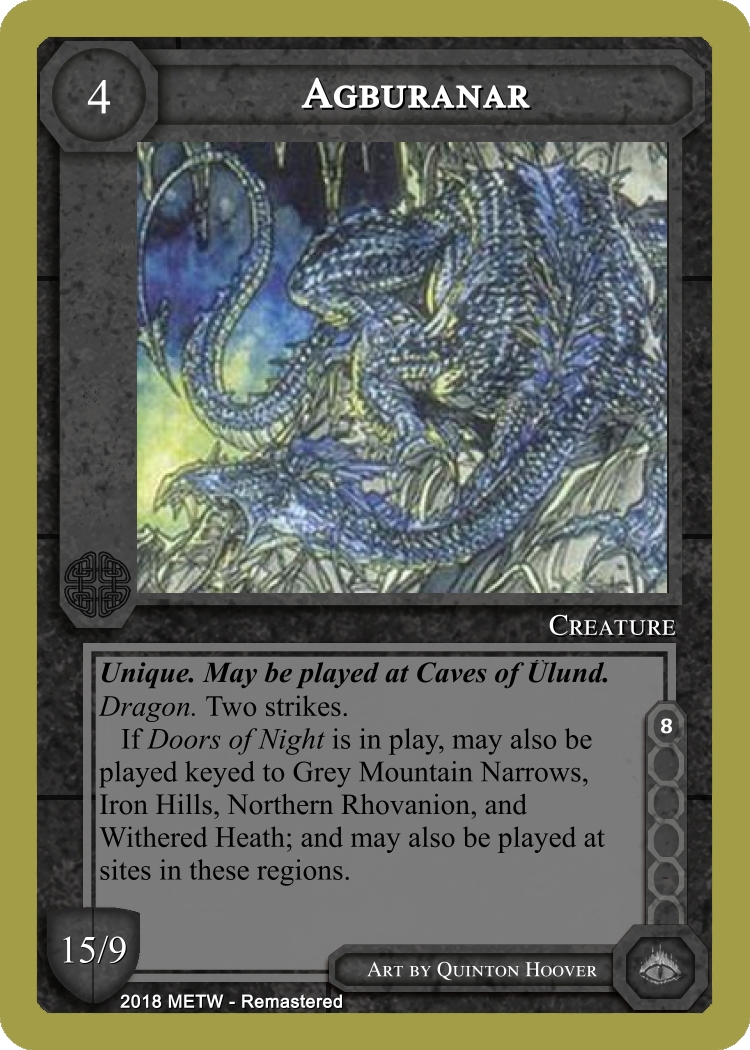 4
AGBURANAR
CREATURE
Unique. May be played at Caves of Ûlund.
Dragon. Two strikes.
If Doors of Night is in play, may also be
played keyed to Grey Mountain Narrows,
Iron Hills, Northern Rhovanion, and
Withered Heath; and may also be played at
sites in these regions.
8
15/9
ART BY QUINTON HOOVER
2018 METW - Remastered